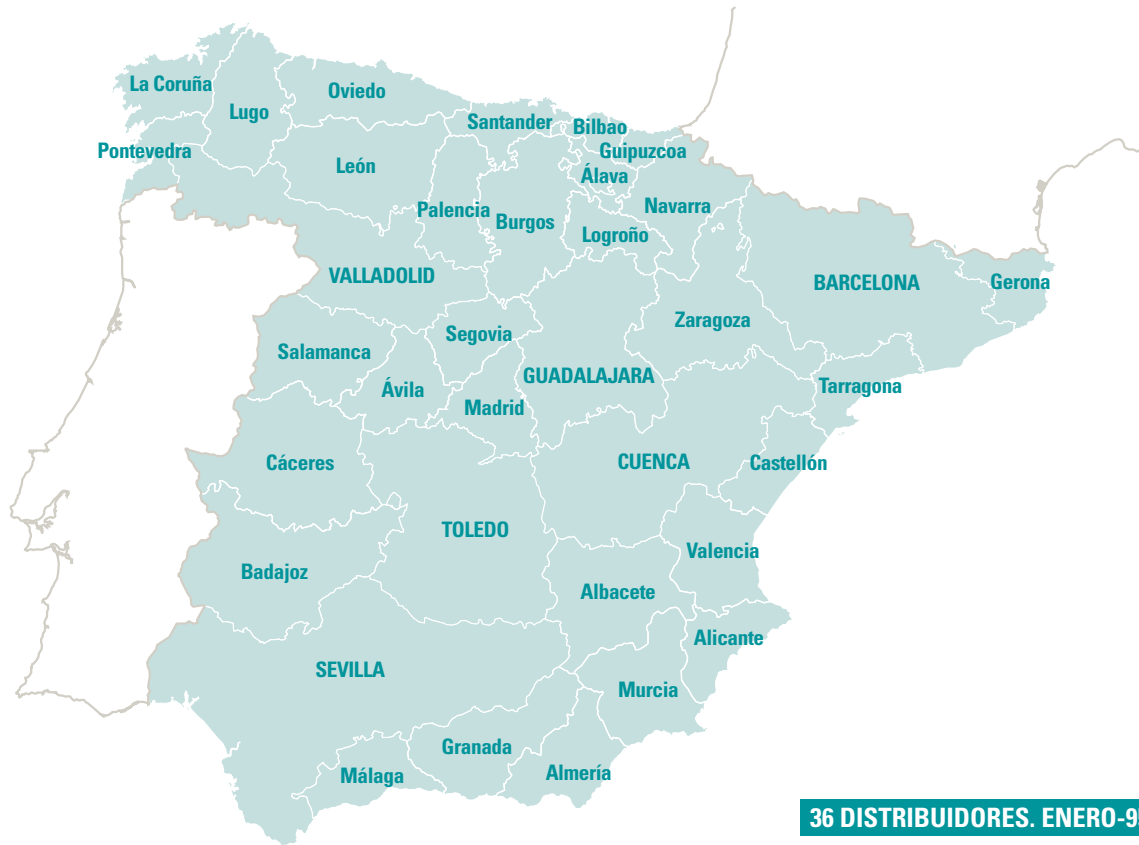 La Coruña
Lugo
Oviedo
Santander
Bilbao
Guipuzcoa
Pontevedra
León
Álava
Palencia
Burgos
Navarra
Logroño
VALLADOLID
BARCELONA
Gerona
Zaragoza
Segovia
Salamanca
Ávila
GUADALAJARA
Tarragona
Madrid
Cáceres
CUENCA
Castellón
TOLEDO
Valencia
Badajoz
Albacete
Alicante
SEVILLA
Murcia
Granada
Málaga
Almería
36 DISTRIBUIDORES. ENERO-9